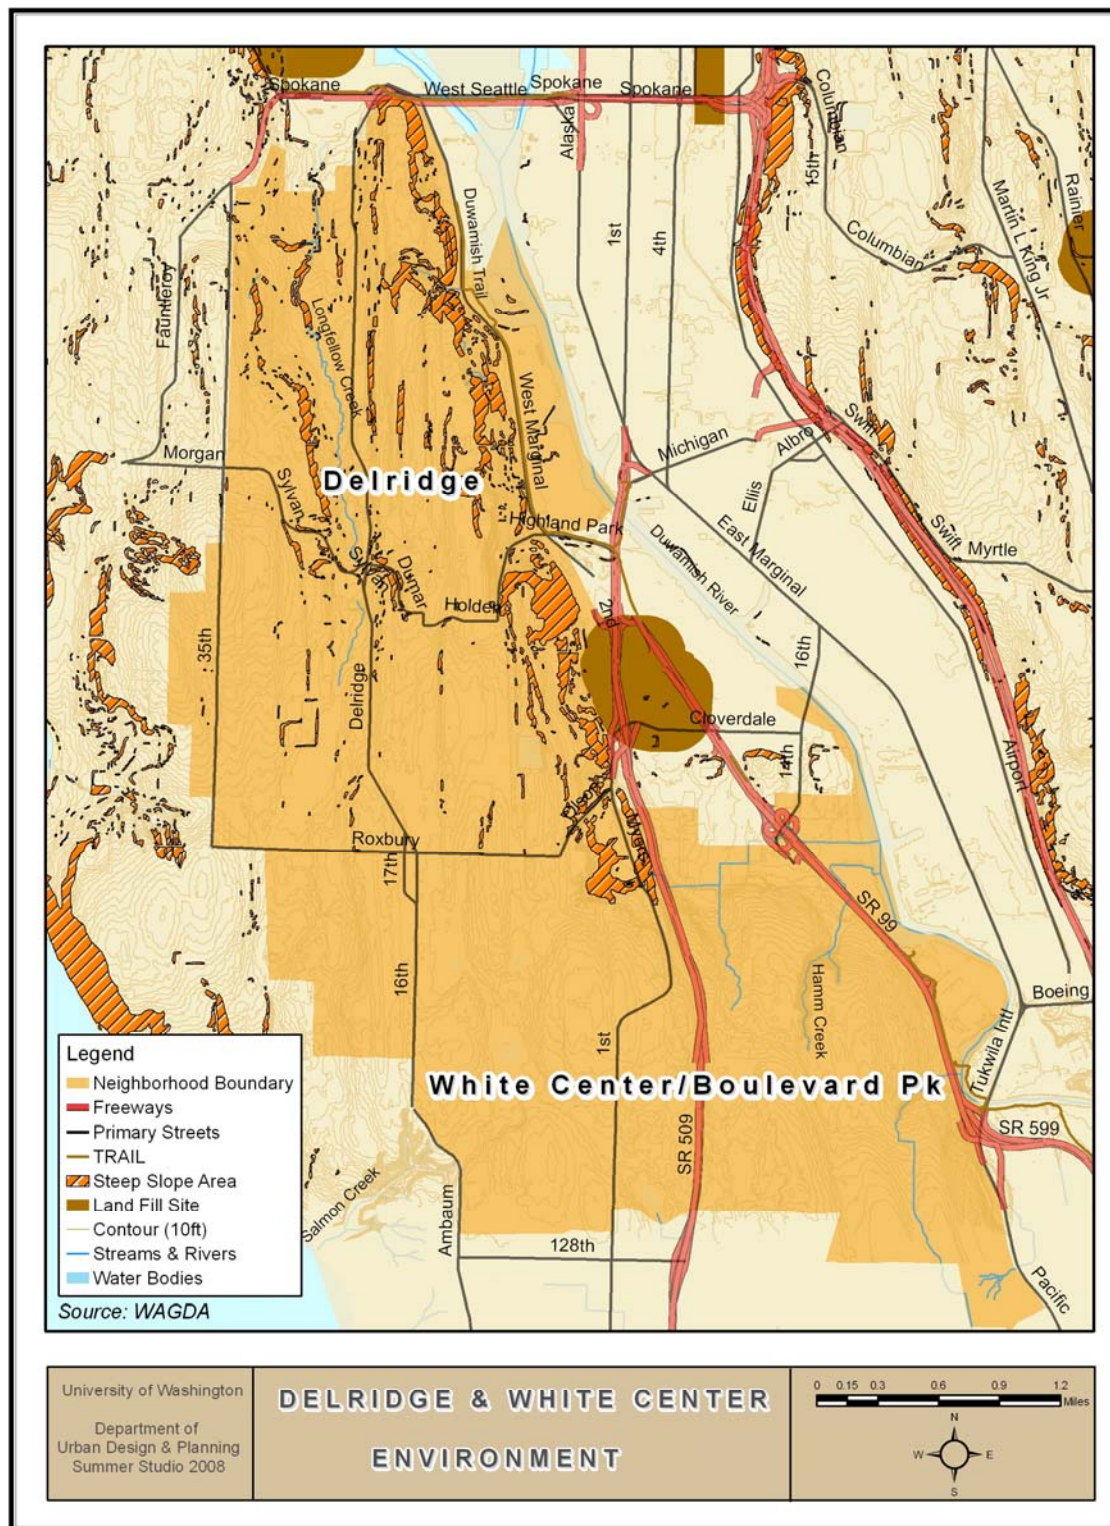 Spokane
West Seattle
Spokane
Spokane
Alaska
Columbian
15th
Martin L King Jr
Rainier
1st
4th
Columbian
Duwamish Trail
Fauntleroy
Longfellow Creek
West Marginal
Morgan
Sylvan
Delridge
Michigan
Albro
Swift
Ellis
Highland Park
East Marginal
Swift
Myrtle
Duwamish River
Sylvan
Dumar
Holden
2nd
35th
16th
Delridge
Cloverdale
14th
Airport
Olson
Myers
Roxbury
17th
SR 99
16th
Hamm Creek
Boeing
1st
Tukwila Intl
White Center/Boulevard Pk
SR 509
SR 599
Salmon Creek
Ambaum
128th
Pacific
Legend
Neighborhood Boundary
Freeways
Primary Streets
TRAIL
Steep Slope Area
Land Fill Site
Contour (10ft)
Streams & Rivers
Water Bodies
Source: WAGDA
University of Washington
Department of
Urban Design & Planning
Summer Studio 2008
DELRIDGE & WHITE CENTER
ENVIRONMENT
0 0.15 0.3 0.6 0.9 1.2
Miles
N
W E
S